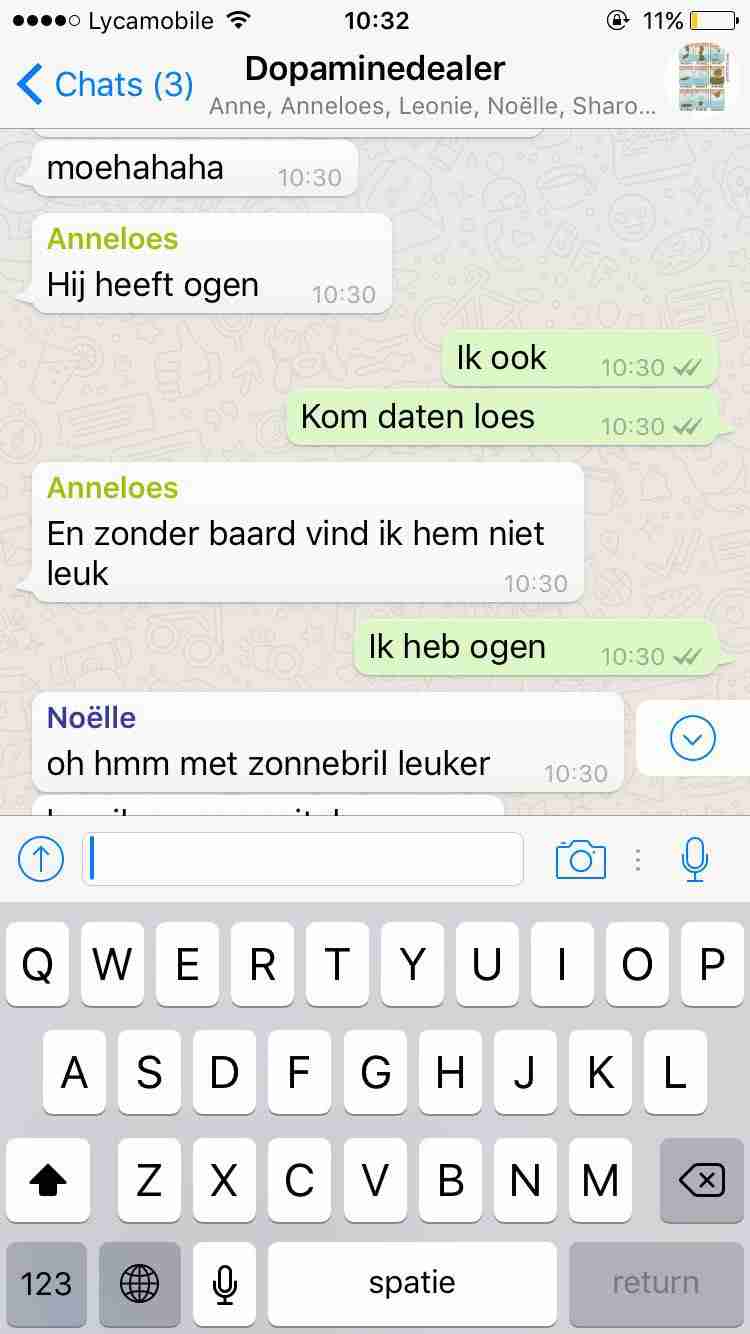 Lycamobile 10:32 11%
Chats (3) Dopaminedealer
Anne, Anneloes, Leonie, Noëlle, Sharo...
moehahaha 10:30
Anneloes
Hij heeft ogen 10:30
Ik ook 10:30
Kom daten loes 10:30
Anneloes
En zonder baard vind ik hem niet
leuk 10:30
Ik heb ogen 10:30
Noëlle
oh hmm met zonnebril leuker 10:30
Q W E R T Y U I O P
A S D F G H J K L
Z X C V B N M
123 spatie return